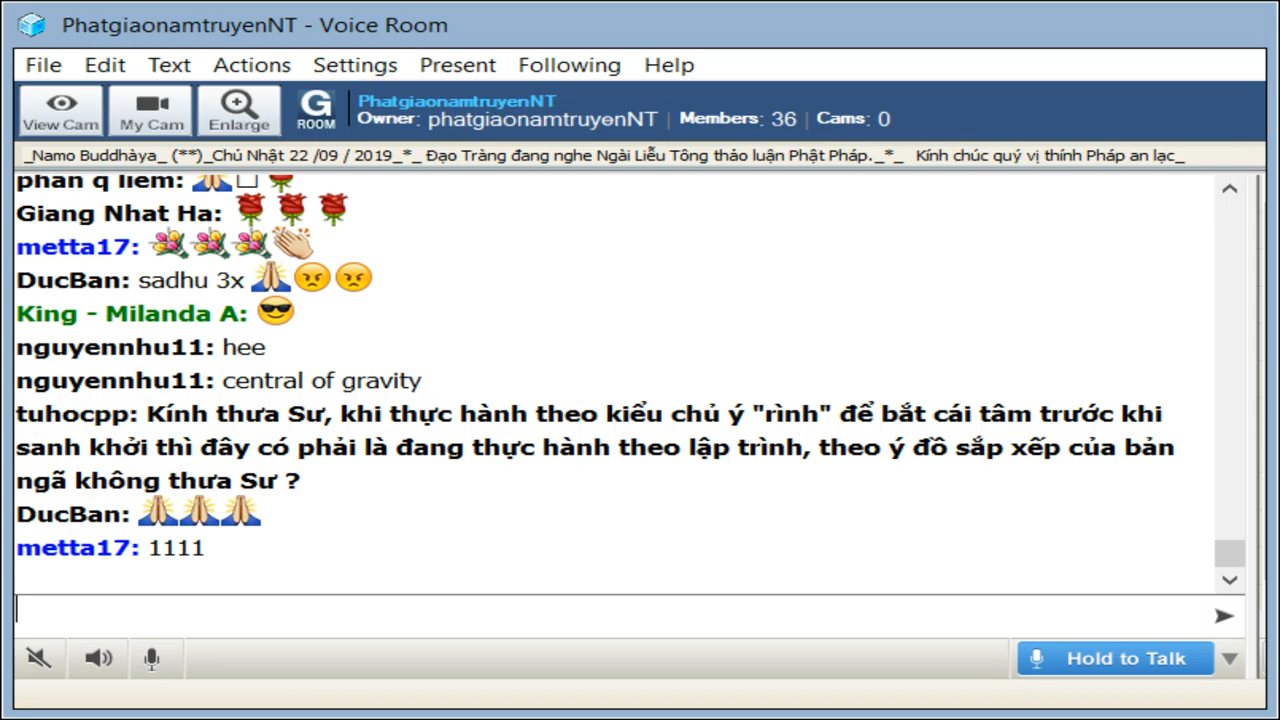 PhatgiaonamtruyenNT - Voice Room
File Edit Text Actions Settings Present Following Help
View Cam My Cam Enlarge G ROOM
PhatgiaonamtruyenNT
Owner: phatgiaonamtruyenNT Members: 36 Cams: 0
_Namo Buddhàya_ (**)_Chủ Nhật 22 /09 / 2019_*_ Đạo Tràng đang nghe Ngài Liễu Tông thảo luận Phật Pháp._*_ Kính chúc quý vị thính Pháp an lạc_
phan q liem: 🙏□🌹
Giang Nhat Ha: 🌹🌹🌹
metta17: 💐💐💐👏
DucBan: sadhu 3x 🙏😠😠
King - Milanda A: 😎
nguyennhu11: hee
nguyennhu11: central of gravity
tuhocpp: Kính thưa Sư, khi thực hành theo kiểu chủ ý "rình" để bắt cái tâm trước khi
sanh khởi thì đây có phải là đang thực hành theo lập trình, theo ý đồ sắp xếp của bản
ngã không thưa Sư ?
DucBan: 🙏🙏🙏
metta17: 1111
Hold to Talk